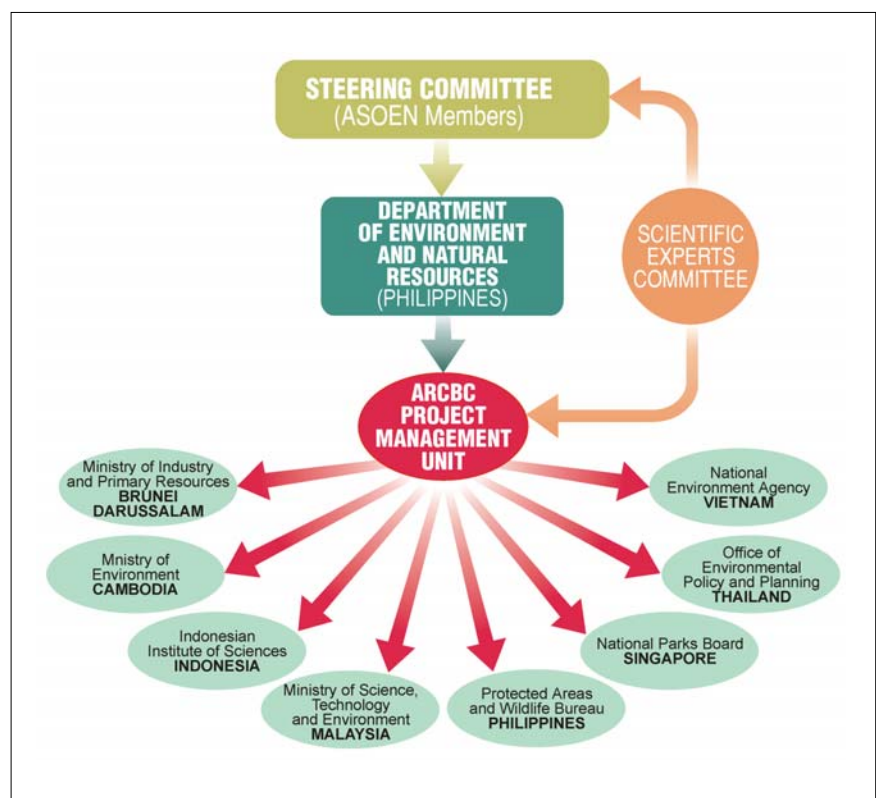 STEERING COMMITTEE
(ASOEN Members)
DEPARTMENT
OF ENVIRONMENT
AND NATURAL
RESOURCES
(PHILIPPINES)
SCIENTIFIC
EXPERTS
COMMITTEE
ARCBC
PROJECT
MANAGEMENT
UNIT
Ministry of Industry
and Primary Resources
BRUNEI
DARUSSALAM
Mnistry of
Environment
CAMBODIA
Indonesian
Institute of Sciences
INDONESIA
Ministry of Science,
Technology
and Environment
MALAYSIA
Protected Areas
and Wildlife Bureau
PHILIPPINES
National Parks Board
SINGAPORE
Office of
Environmental
Policy and Planning
THAILAND
National
Environment Agency
VIETNAM